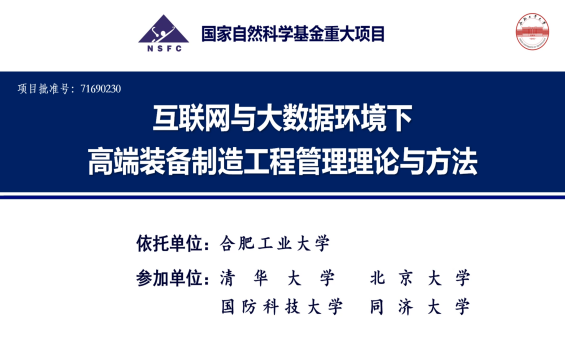 NSFC
国家自然科学基金重大项目
项目批准号：71690230
互联网与大数据环境下
高端装备制造工程管理理论与方法
依托单位：合肥工业大学
参加单位：清华大学 北京大学
国防科技大学 同济大学